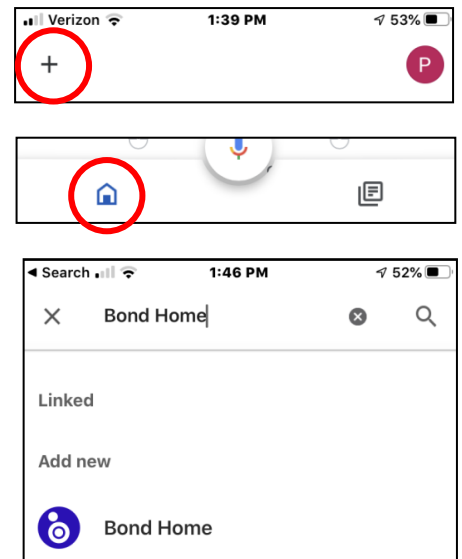 Verizon 1:39 PM 53%
+ P
Search 1:46 PM 52%
Bond Home
Linked
Add new
Bond Home